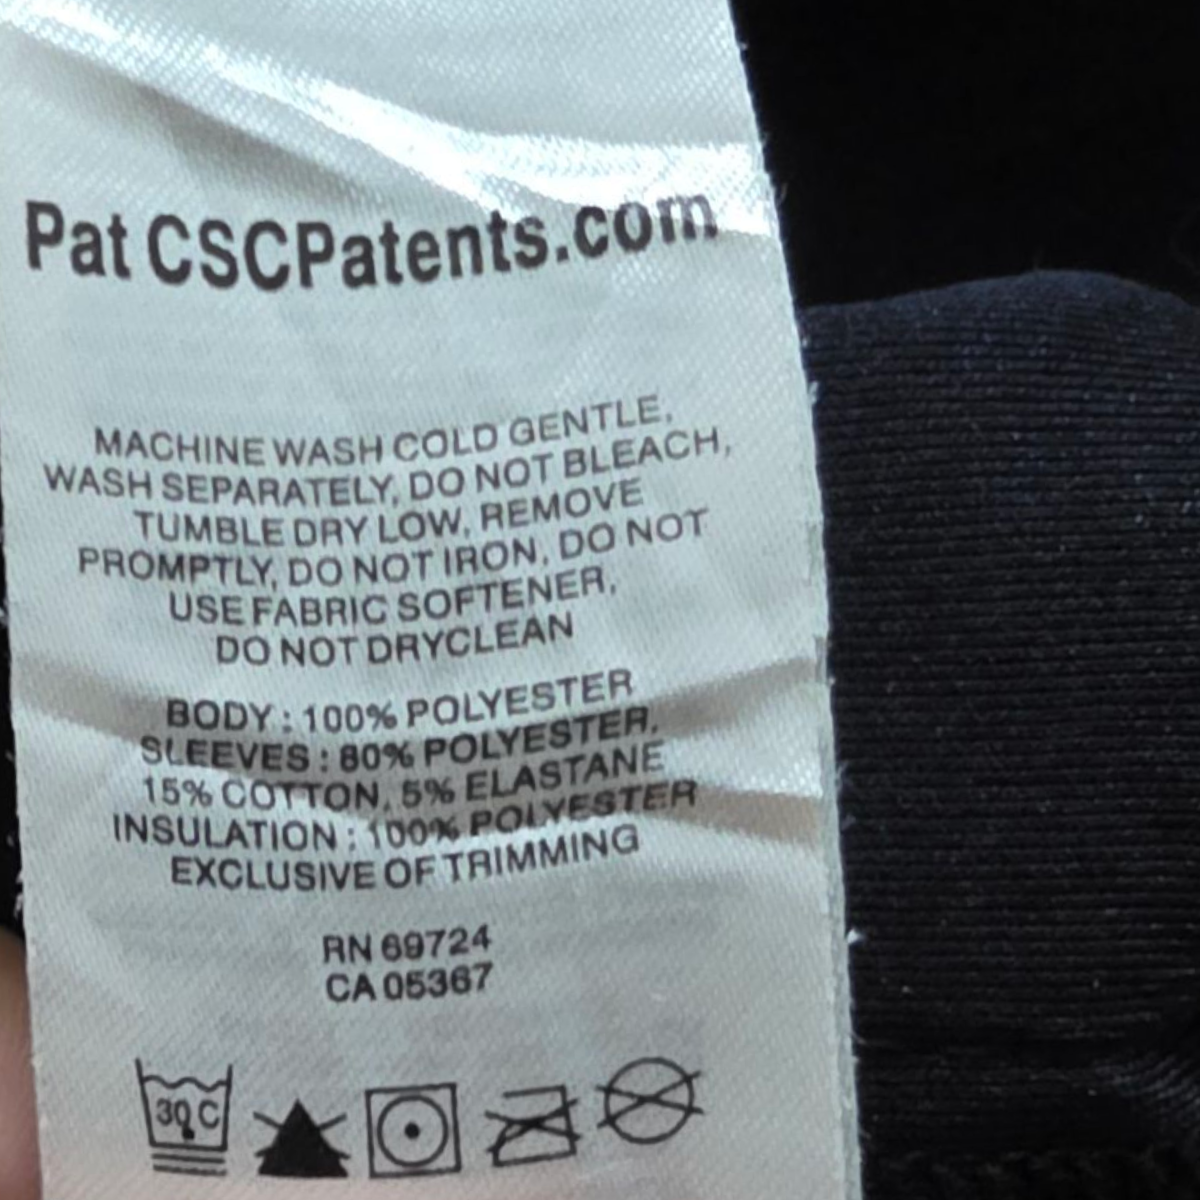 Pat CSCPatents.com
MACHINE WASH COLD GENTLE,
WASH SEPARATELY, DO NOT BLEACH,
TUMBLE DRY LOW, REMOVE
PROMPTLY, DO NOT IRON, DO NOT
USE FABRIC SOFTENER,
DO NOT DRYCLEAN
BODY : 100% POLYESTER
SLEEVES : 80% POLYESTER,
15% COTTON, 5% ELASTANE
INSULATION : 100% POLYESTER
EXCLUSIVE OF TRIMMING
RN 69724
CA 05367
30 C